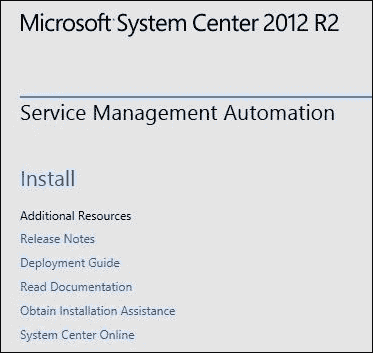 Microsoft System Center 2012 R2
Service Management Automation
Install
Additional Resources
Release Notes
Deployment Guide
Read Documentation
Obtain Installation Assistance
System Center Online